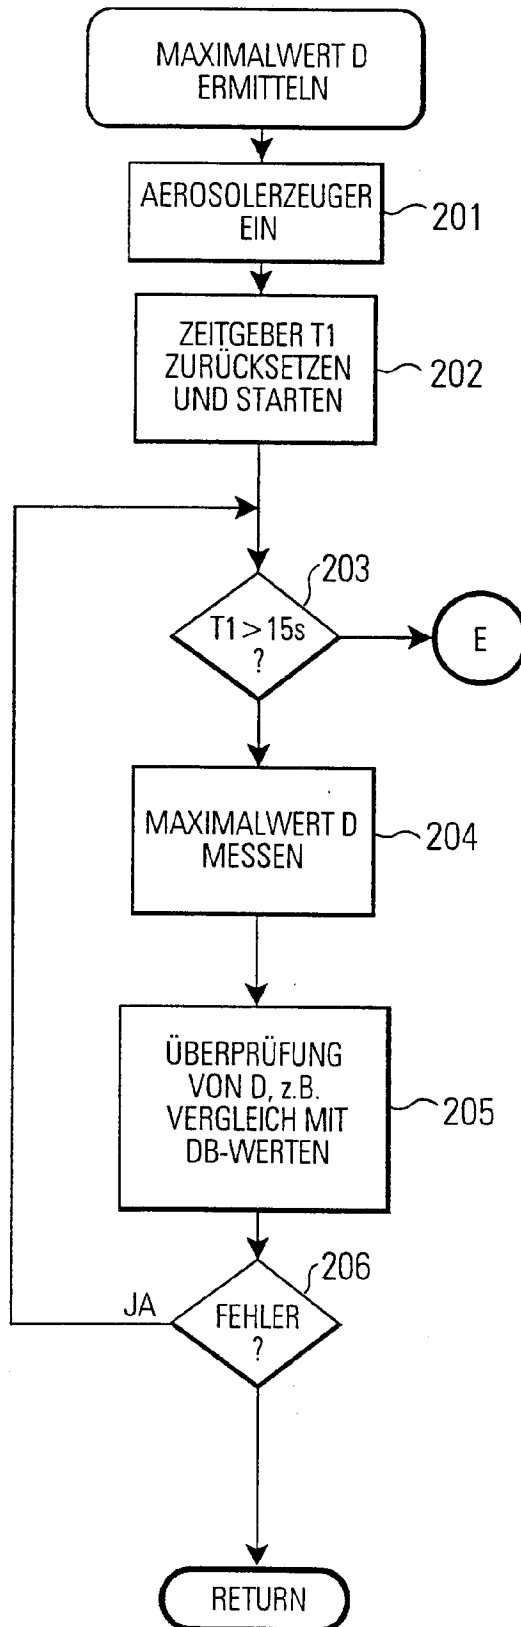 MAXIMALWERT D
ERMITTELN
AEROSOLERZEUGER
EIN
201
ZEITGEBER T1
ZURÜCKSETZEN
UND STARTEN
202
203
T1 > 15s
?
E
MAXIMALWERT D
MESSEN
204
ÜBERPRÜFUNG
VON D, z.B.
VERGLEICH MIT
DB-WERTEN
205
206
JA
FEHLER
?
RETURN